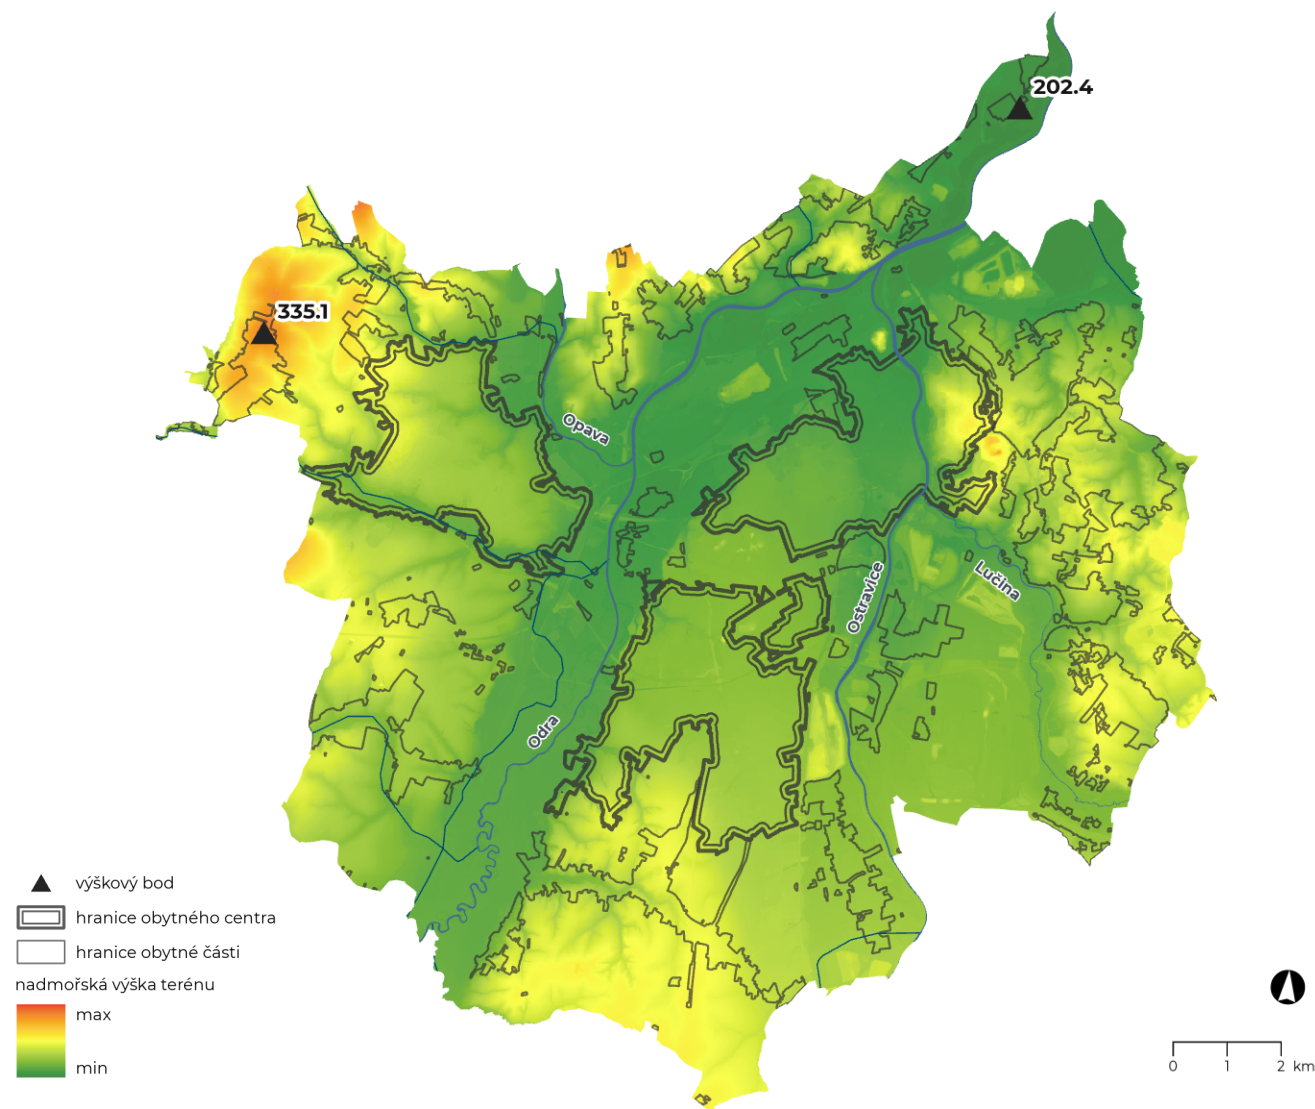 202.4
335.1
Opava
Lučina
Ostravice
Odra
výškový bod
hranice obytného centra
hranice obytné části
nadmořská výška terénu
max
min
0 1 2 km